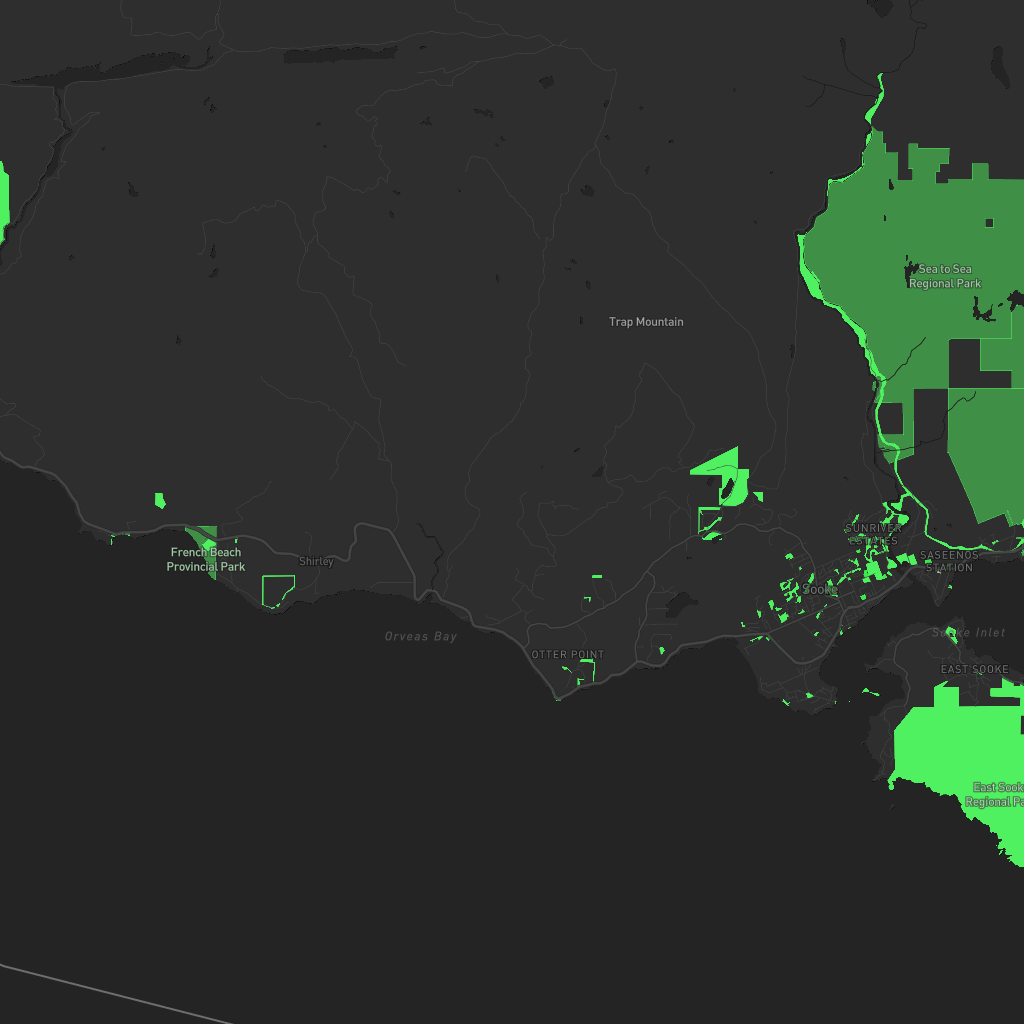 Sea to Sea
Regional Park
Trap Mountain
SUNRIVER
ESTATES
French Beach
Provincial Park
Shirley
SASEENOS
STATION
Sooke
Orveas Bay
Sooke Inlet
OTTER POINT
EAST SOOKE
East Sooke
Regional Pa